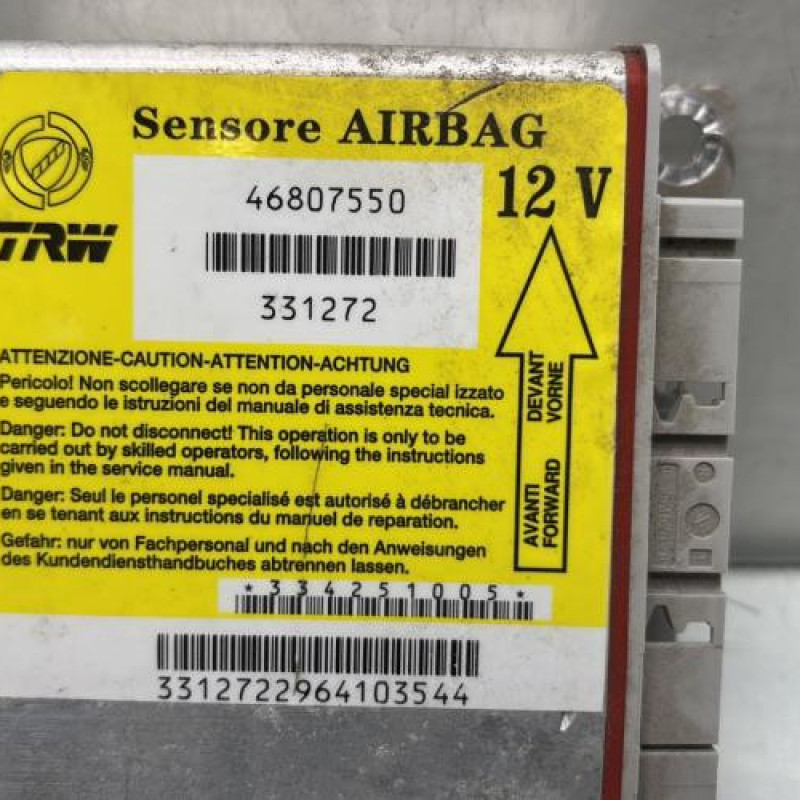 Sensore AIRBAG
46807550
12 V
TRW
331272
ATTENZIONE-CAUTION-ATTENTION-ACHTUNG
Pericolo! Non scollegare se non da personale special izzato
e seguendo le istruzioni del manuale di assistenza tecnica.
Danger: Do not disconnect! This operation is only to be
carried out by skilled operators, following the instructions
given in the service manual.
Danger: Seul le personel specialisé est autorisé à débrancher
en se tenant aux instructions du manuel de reparation.
Gefahr: nur von Fachpersonal und nach den Anweisungen
des Kundendiensthandbuches abtrennen lassen.
AVANTI DEVANT
FORWARD VORNE
*334251005*
3312722964103544